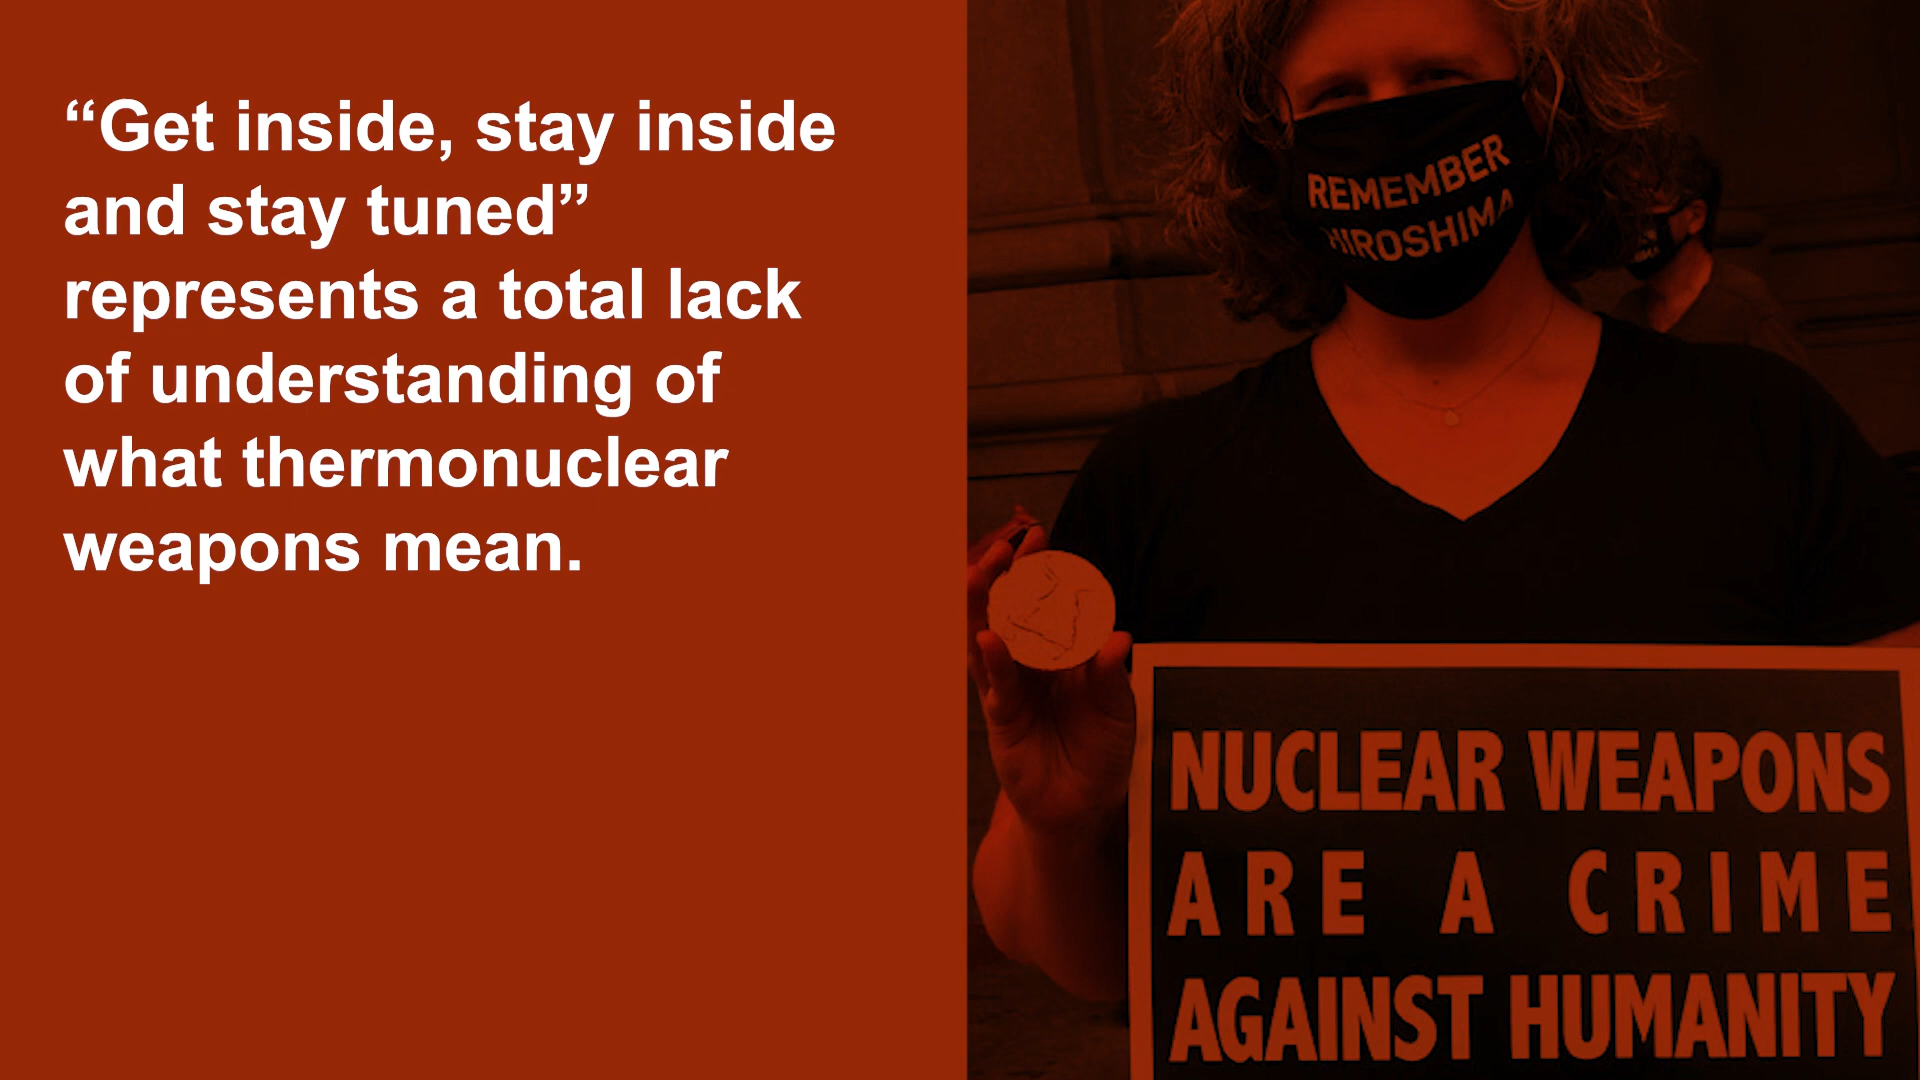 “Get inside, stay inside
and stay tuned”
represents a total lack
of understanding of
what thermonuclear
weapons mean.
REMEMBER
HIROSHIMA
NUCLEAR WEAPONS
ARE A CRIME
AGAINST HUMANITY